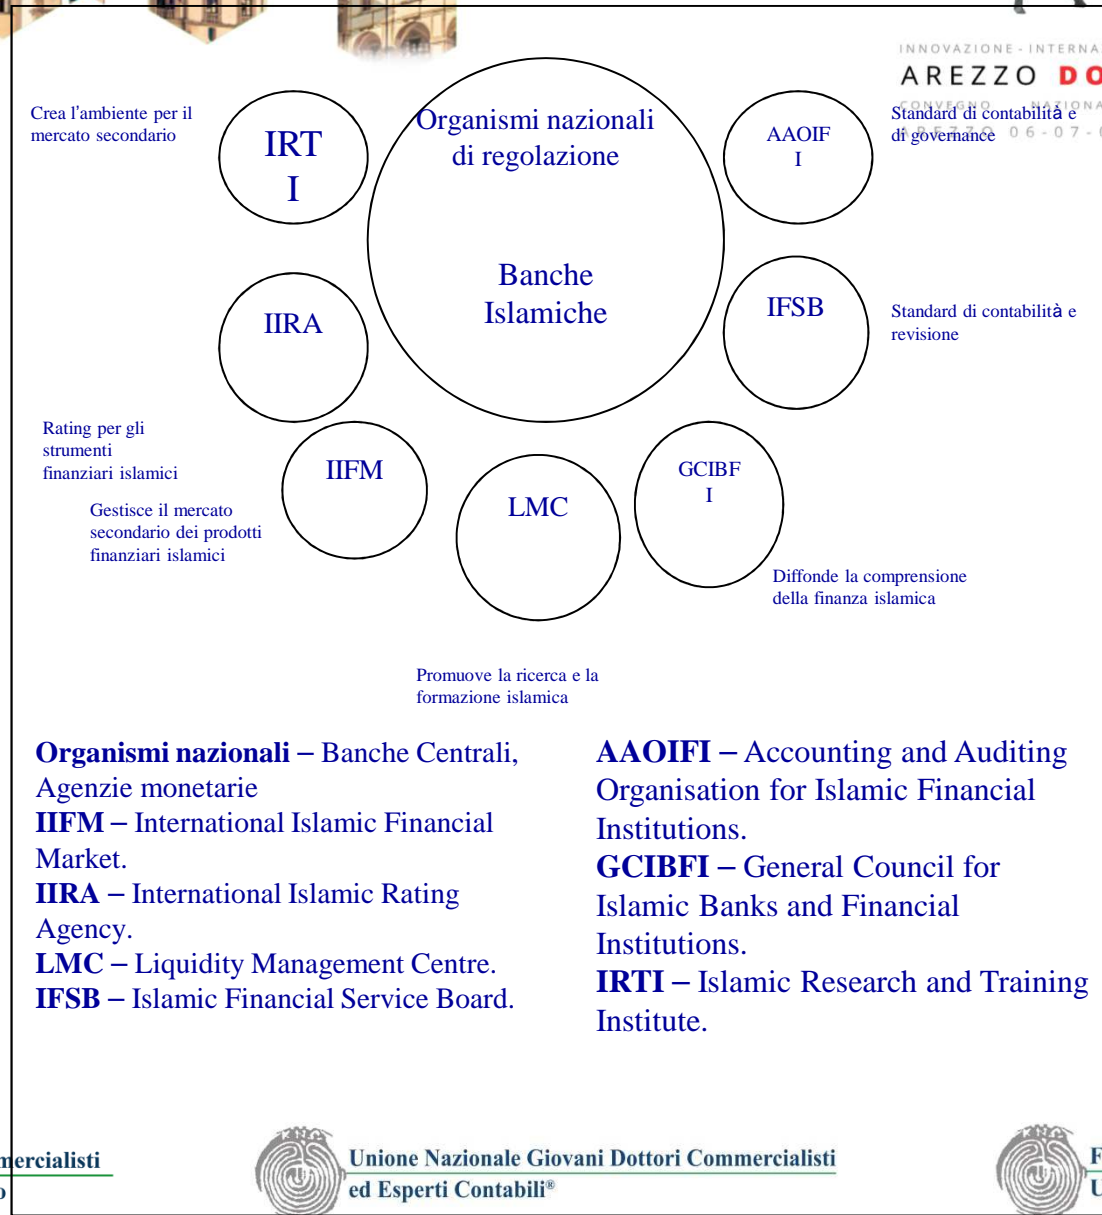 INNOVAZIONE - INTERNA
AREZZO DO
CONVEGNO NAZIONA
AREZZO 06-07-
Crea l'ambiente per il
mercato secondario
IRT
I
Organismi nazionali
di regolazione
Banche
Islamiche
AAOIF
I
Standard di contabilità e
di governance
IIRA
IFSB
Standard di contabilità e
revisione
Rating per gli
strumenti
finanziari islamici
IIFM
Gestisce il mercato
secondario dei prodotti
finanziari islamici
LMC
GCIBF
I
Diffonde la comprensione
della finanza islamica
Promuove la ricerca e la
formazione islamica
Organismi nazionali – Banche Centrali,
Agenzie monetarie
IIFM – International Islamic Financial
Market.
IIRA – International Islamic Rating
Agency.
LMC – Liquidity Management Centre.
IFSB – Islamic Financial Service Board.
AAOIFI – Accounting and Auditing
Organisation for Islamic Financial
Institutions.
GCIBFI – General Council for
Islamic Banks and Financial
Institutions.
IRTI – Islamic Research and Training
Institute.
mercialisti
o
Unione Nazionale Giovani Dottori Commercialisti
ed Esperti Contabili®
F
U